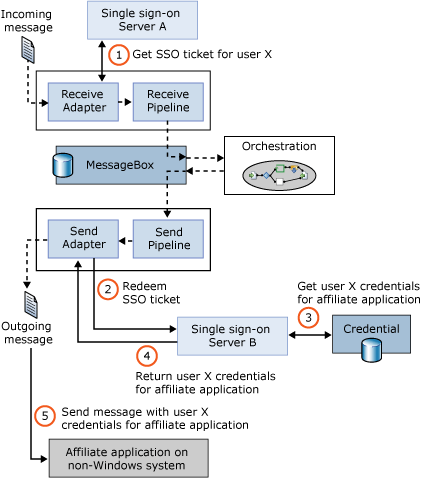 Incoming
message
Single sign-on
Server A
1 Get SSO ticket for user X
Receive
Adapter
Receive
Pipeline
MessageBox
Orchestration
Send
Adapter
Send
Pipeline
2 Redeem
SSO ticket
Outgoing
message
Single sign-on
Server B
3 Get user X credentials
for affiliate application
Credential
4
Return user X credentials
for affiliate application
5 Send message with user X
credentials for affiliate application
Affiliate application on
non-Windows system